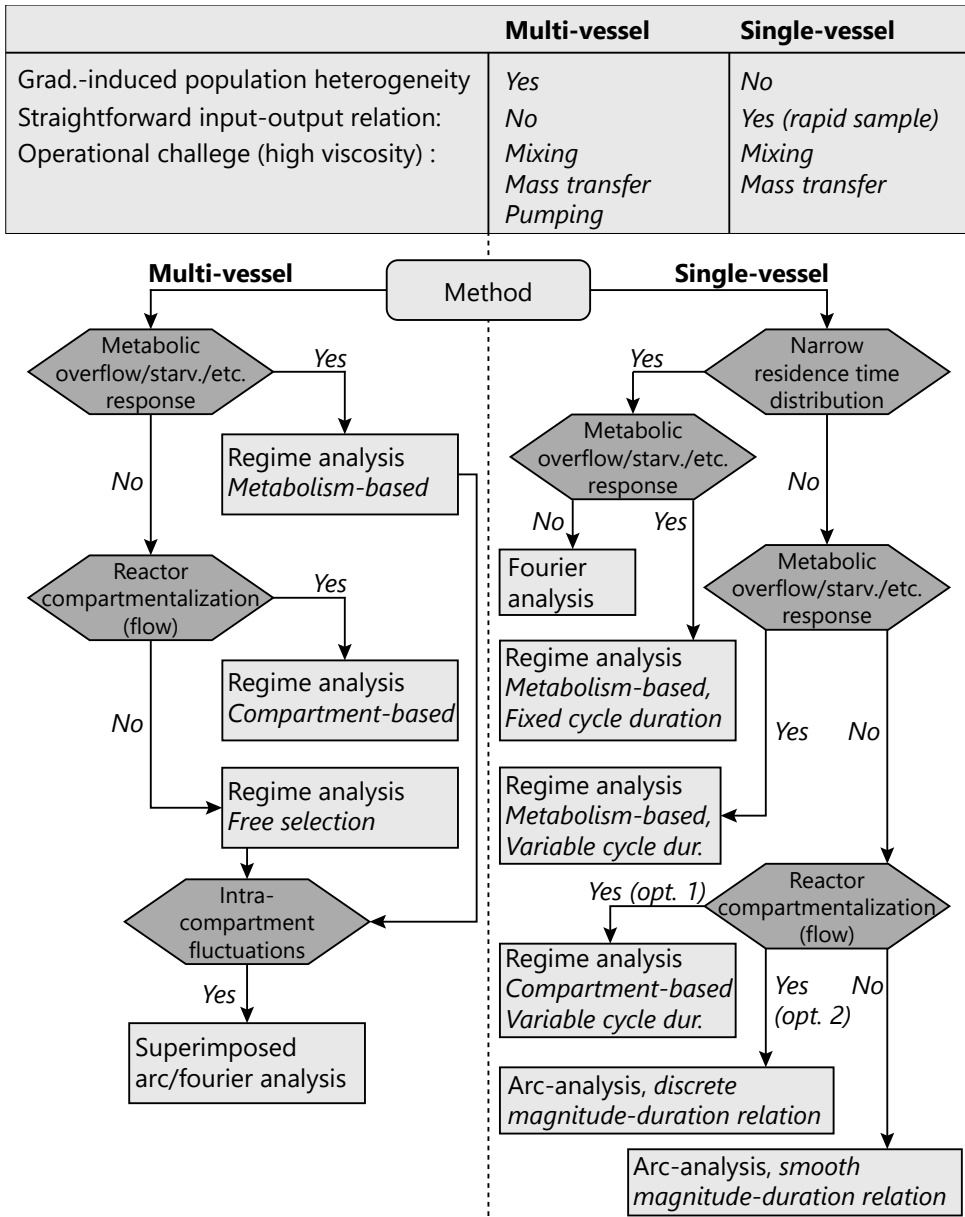 Multi-vessel Single-vessel
Grad.-induced population heterogeneity Yes No
Straightforward input-output relation: No Yes (rapid sample)
Operational challege (high viscosity) : Mixing Mixing
Mass transfer Mass transfer
Pumping
Multi-vessel Method Single-vessel
Metabolic
overflow/starv./etc.
response
Yes
No
Regime analysis
Metabolism-based
Reactor
compartmentalization
(flow)
Yes
No
Regime analysis
Compartment-based
Regime analysis
Free selection
Intra-
compartment
fluctuations
Yes
Superimposed
arc/fourier analysis
Narrow
residence time
distribution
Yes
No
Metabolic
overflow/starv./etc.
response
No
Yes
Fourier
analysis
Regime analysis
Metabolism-based,
Fixed cycle duration
Metabolic
overflow/starv./etc.
response
Yes
No
Regime analysis
Metabolism-based,
Variable cycle dur.
Reactor
compartmentalization
(flow)
Yes (opt. 1)
Regime analysis
Compartment-based
Variable cycle dur.
Yes
(opt. 2)
No
Arc-analysis, discrete
magnitude-duration relation
Arc-analysis, smooth
magnitude-duration relation